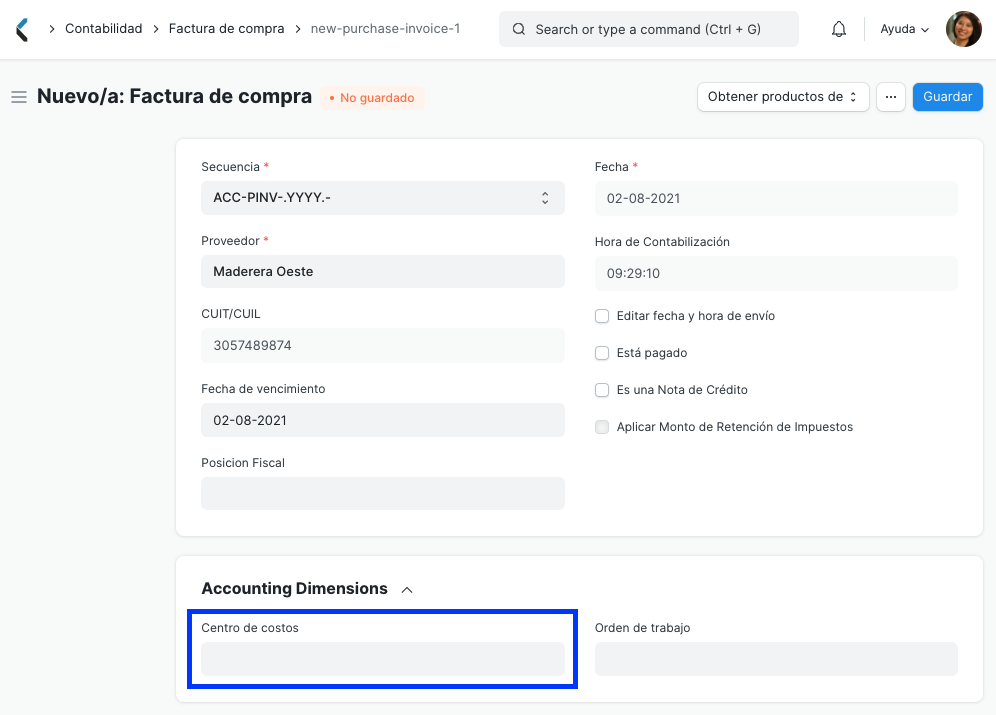 Contabilidad
Factura de compra
new-purchase-invoice-1
Search or type a command (Ctrl + G)
Ayuda
Nuevo/a: Factura de compra
• No guardado
Obtener productos de
...
Guardar
Secuencia *
ACC-PINV-.YYYY.-
Proveedor *
Maderera Oeste
CUIT/CUIL
3057489874
Fecha de vencimiento
02-08-2021
Posicion Fiscal
Fecha *
02-08-2021
Hora de Contabilización
09:29:10
Editar fecha y hora de envío
Está pagado
Es una Nota de Crédito
Aplicar Monto de Retención de Impuestos
Accounting Dimensions
Centro de costos
Orden de trabajo